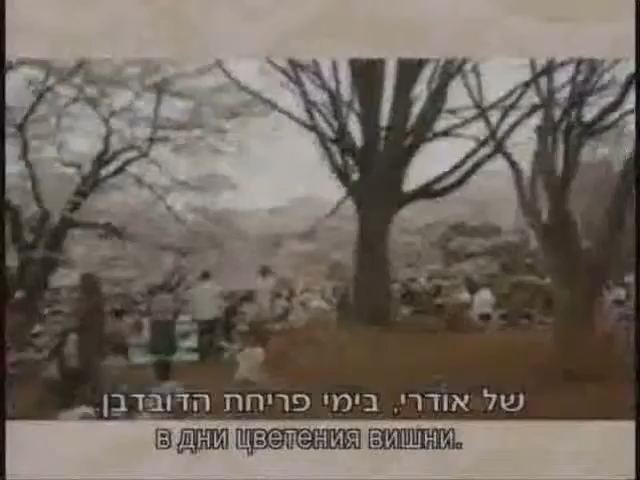 של אודרי, בימי פריחת הדובדבן,
в дни цветения вишни.